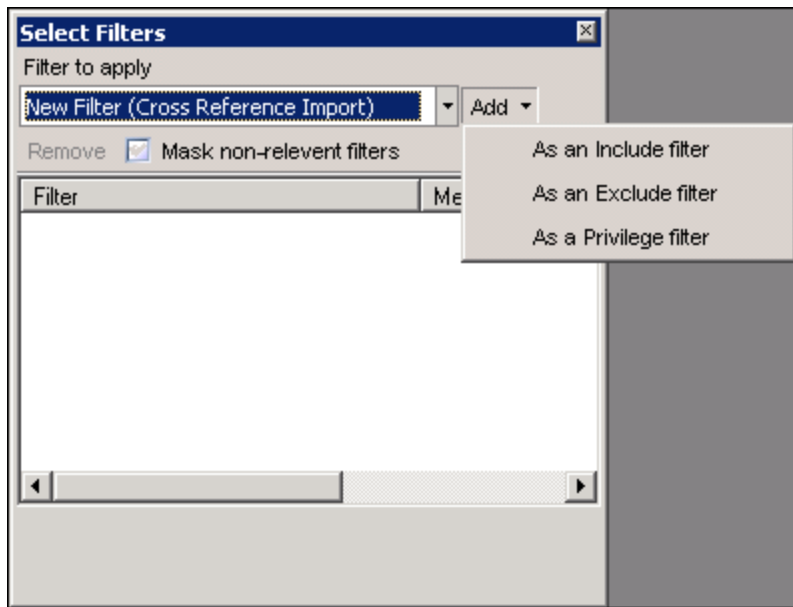 Select Filters
Filter to apply
New Filter (Cross Reference Import) Add
Remove Mask non-relevent filters
As an Include filter
Filter Me
As an Exclude filter
As a Privilege filter